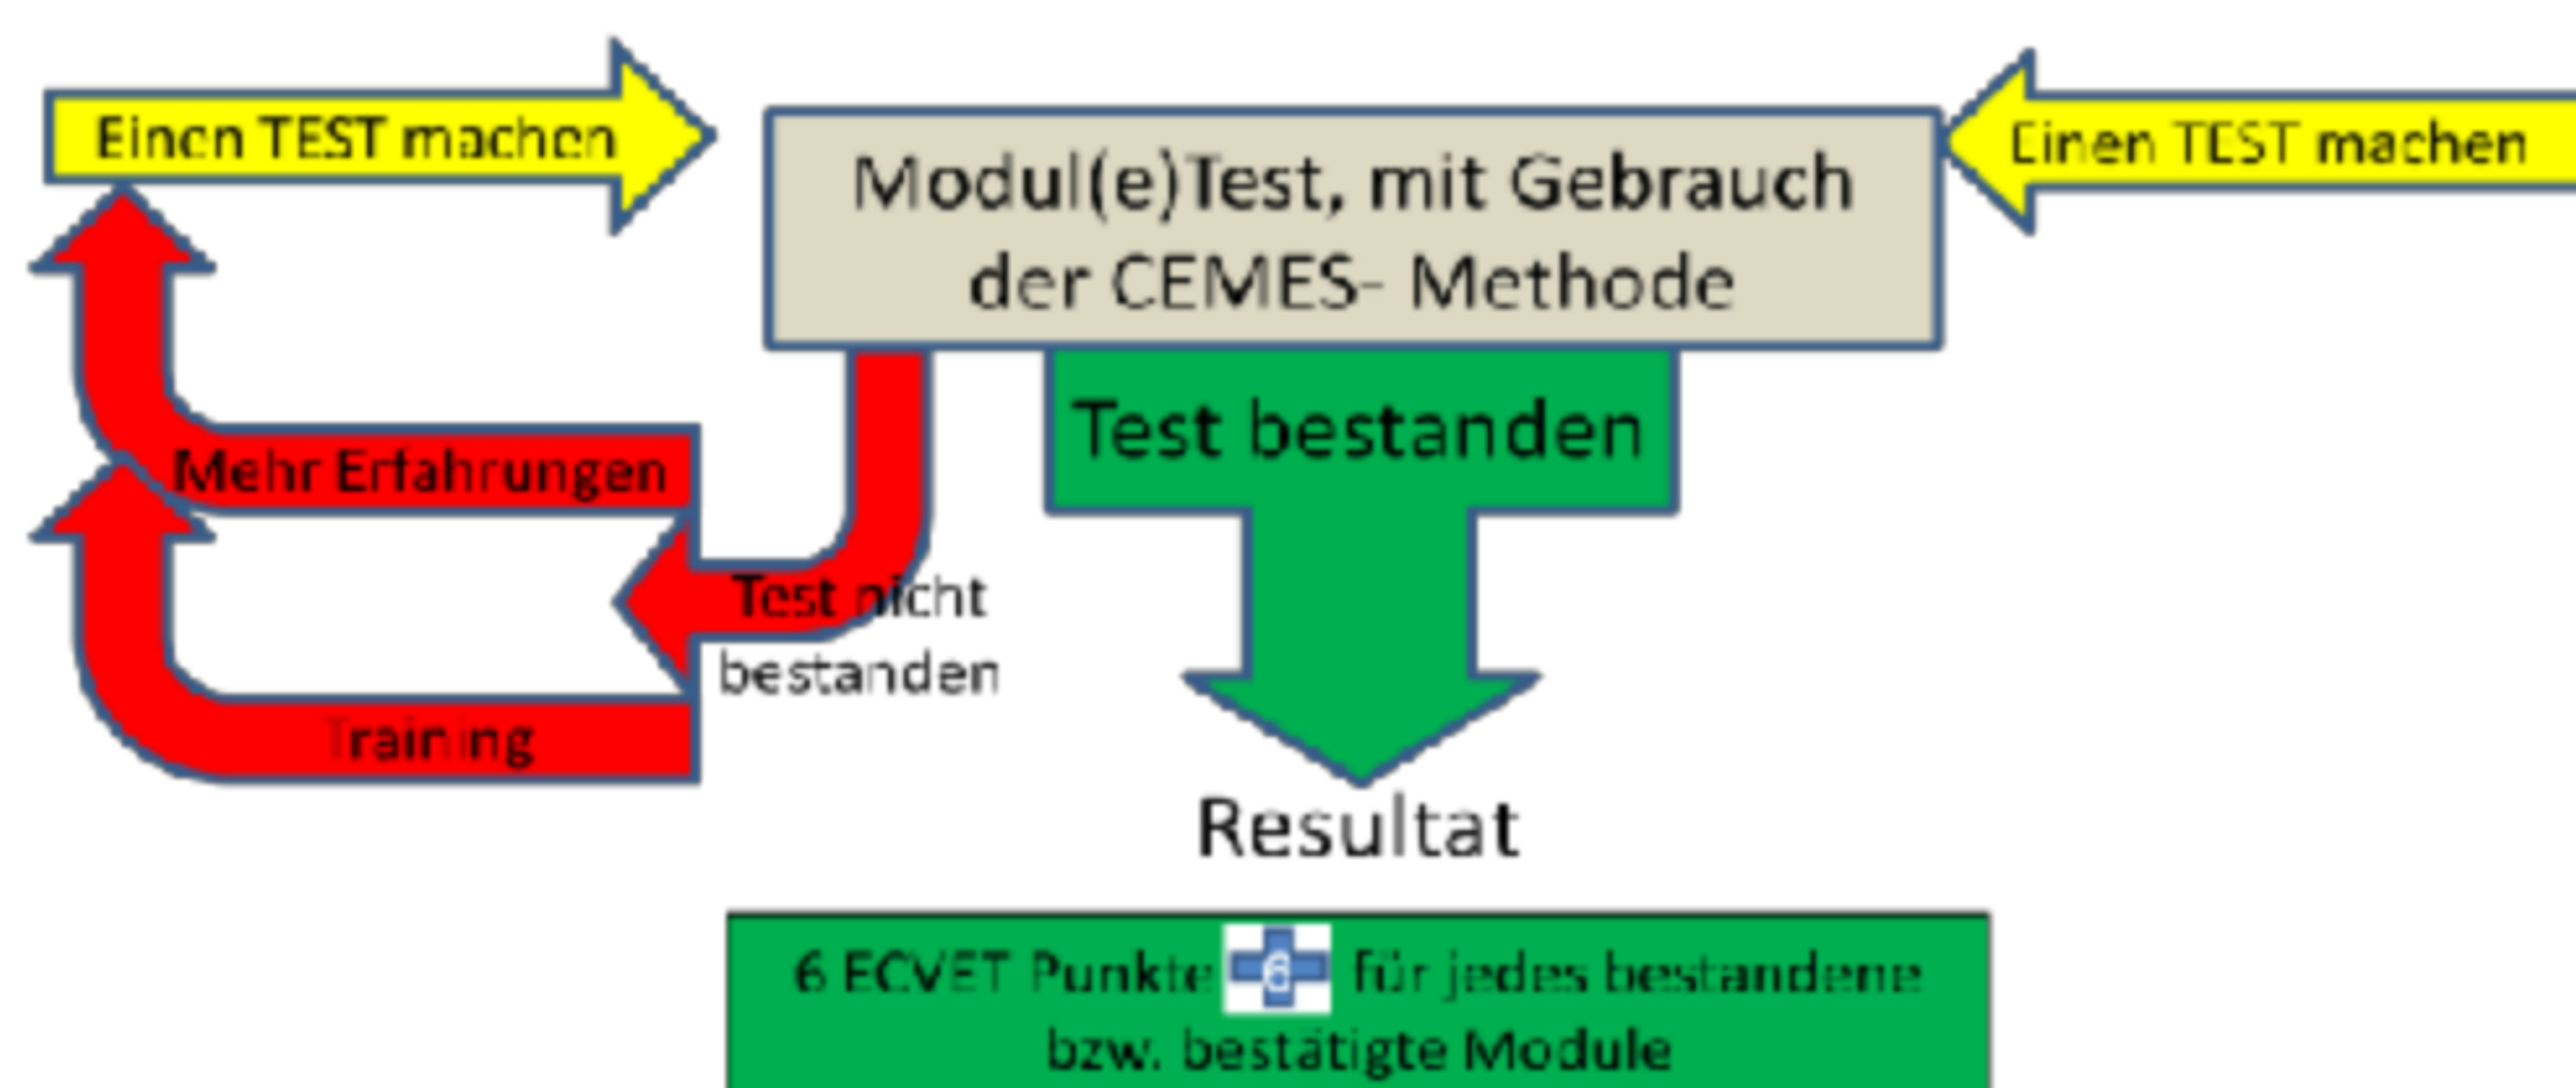 Einen TEST machen
Modul(e)Test, mit Gebrauch
der CEMES- Methode
Einen TEST machen
Test bestanden
Mehr Erfahrungen
Test nicht
bestanden
Training
Resultat
6 ECVET Punkte 6 für jedes bestandene
bzw. bestätigte Module